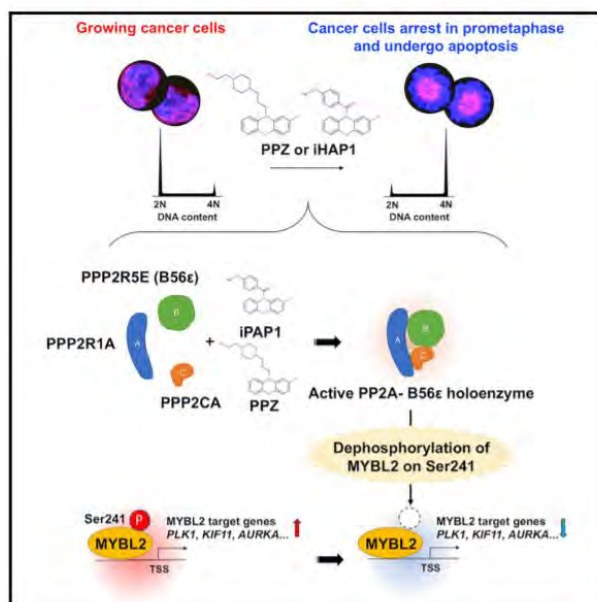 Growing cancer cells
Cancer cells arrest in prometaphase
and undergo apoptosis
PPZ or iHAP1
2N
4N
DNA content
2N
4N
DNA content
PPP2R5E (B56ε)
B
iPAP1
PPP2R1A
A
+
C
PPP2CA
PPZ
A
B
C
Active PP2A- B56ε holoenzyme
Dephosphorylation of
MYBL2 on Ser241
Ser241
P
MYBL2 target genes
PLK1, KIF11, AURKA...
MYBL2
TSS
MYBL2 target genes
PLK1, KIF11, AURKA...
MYBL2
TSS